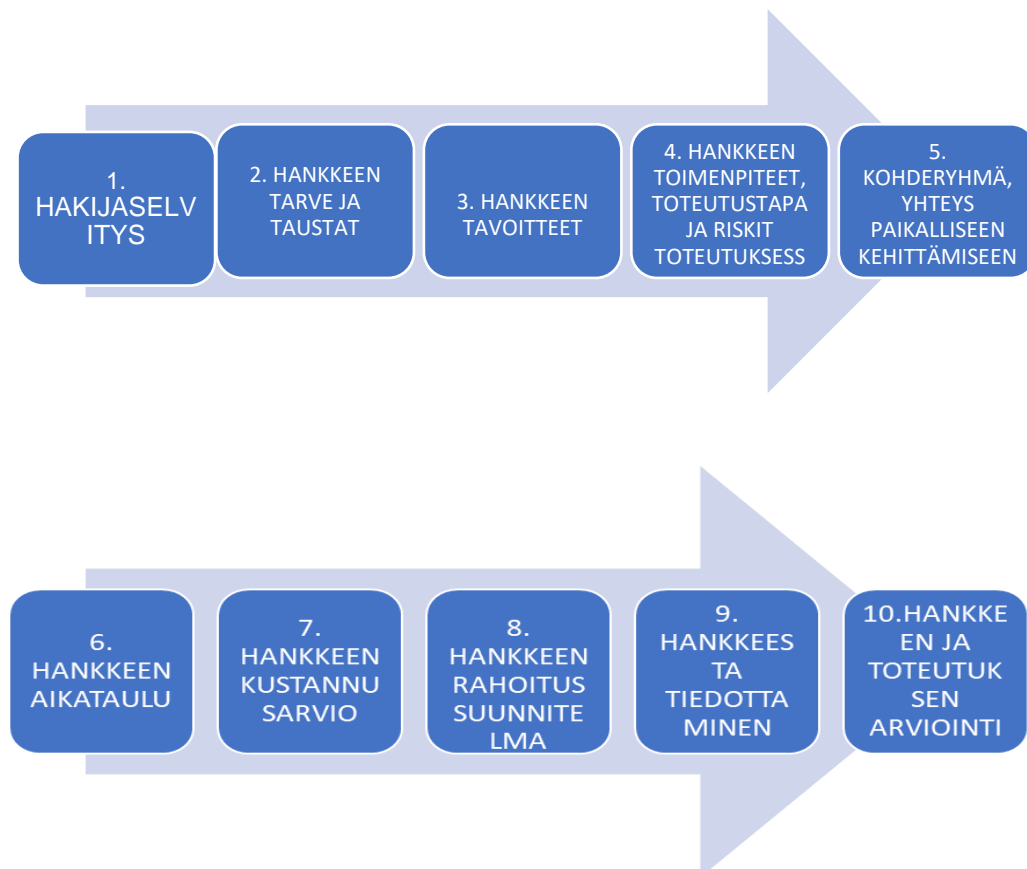 1.
HAKIJASELV
ITYS
2. HANKKEEN
TARVE JA
TAUSTAT
3. HANKKEEN
TAVOITTEET
4. HANKKEEN
TOIMENPITEET,
TOTEUTUSTAPA
JA RISKIT
TOTEUTUKSESS
5.
KOHDERYHMÄ,
YHTEYS
PAIKALLISEEN
KEHITTÄMISEEN
6.
HANKKEEN
AIKATAULU
7.
HANKKEEN
KUSTANNU
SARVIO
8.
HANKKEEN
RAHOITUS
SUUNNITE
LMA
9.
HANKKEES
TA
TIEDOTTA
MINEN
10.HANKKE
EN JA
TOTEUTUK
SEN
ARVIOINTI